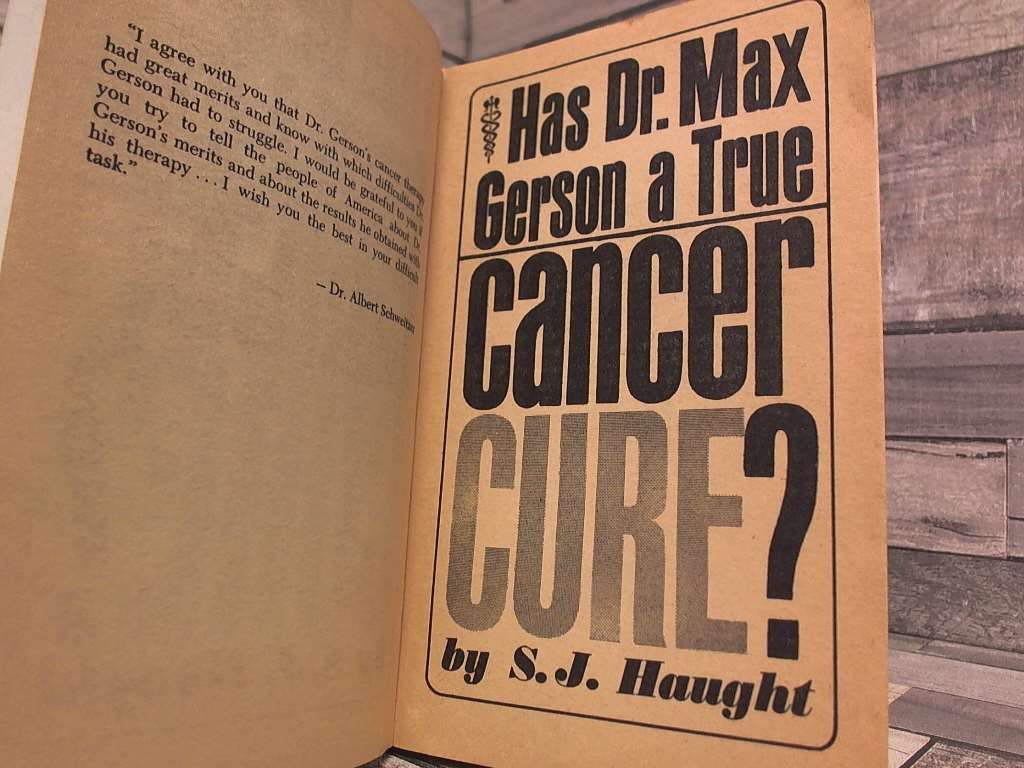 “I agree with you that Dr. Gerson’s cancer therapy
had great merits and know with which difficulties Dr.
Gerson had to struggle. I would be grateful to you if
you try to tell the people of America about Dr.
Gerson’s merits and about the results he obtained with
his therapy . . . I wish you the best in your difficult
task.”
— Dr. Albert Schweitzer
Has Dr. Max
Gerson a True
cancer
CURE?
by S. J. Haught